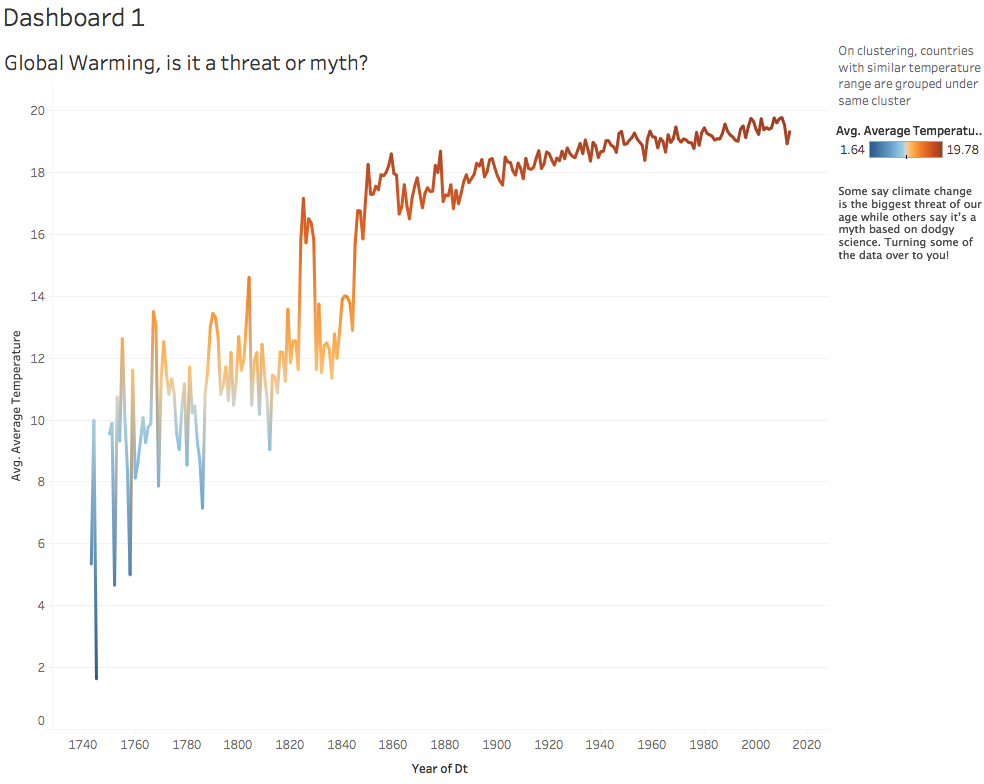 Dashboard 1
Global Warming, is it a threat or myth?
On clustering, countries
with similar temperature
range are grouped under
same cluster
Avg. Average Temperatu..
1.64 19.78
Some say climate change
is the biggest threat of our
age while others say it's a
myth based on dodgy
science. Turning some of
the data over to you!
Avg. Average Temperature
20
18
16
14
12
10
8
6
4
2
0
1740 1760 1780 1800 1820 1840 1860 1880 1900 1920 1940 1960 1980 2000 2020
Year of Dt